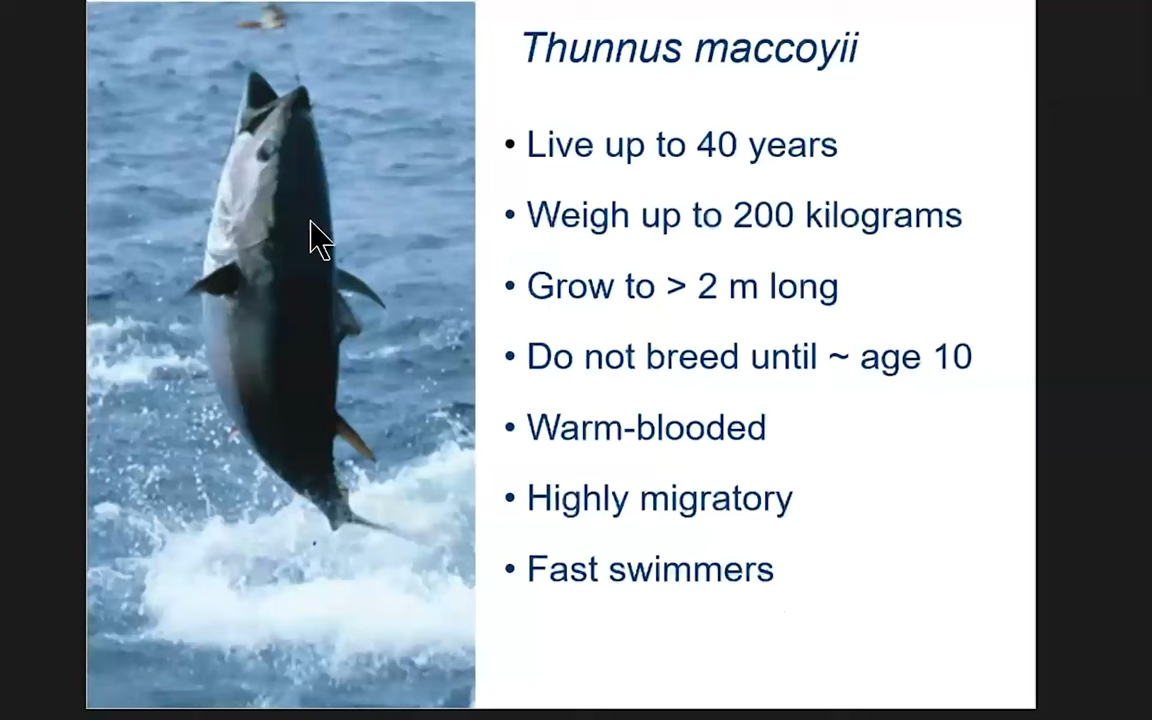 Thunnus maccoyii
• Live up to 40 years
• Weigh up to 200 kilograms
• Grow to > 2 m long
• Do not breed until ~ age 10
• Warm-blooded
• Highly migratory
• Fast swimmers